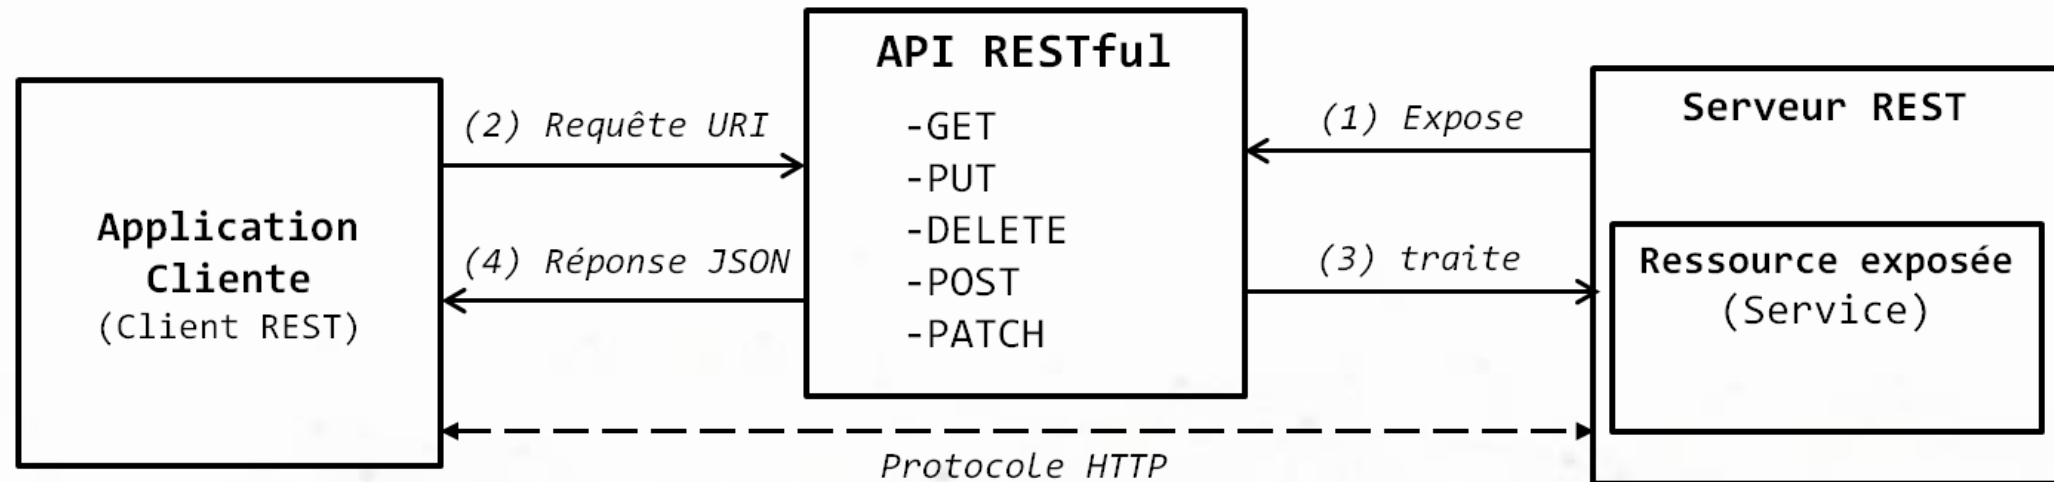 API RESTful
-GET
-PUT
-DELETE
-POST
-PATCH
Application
Cliente
(Client REST)
(2) Requête URI
(4) Réponse JSON
(1) Expose
(3) traite
Serveur REST
Ressource exposée
(Service)
Protocole HTTP